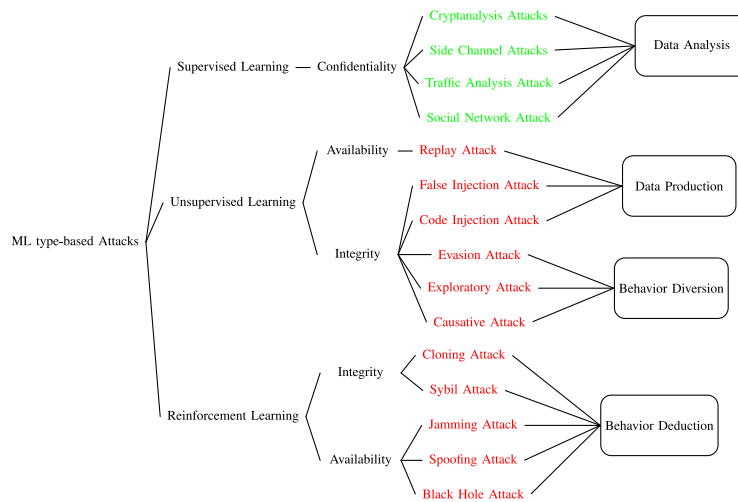 Cryptanalysis Attacks
Data Analysis
Side Channel Attacks
Supervised Learning
Confidentiality
Traffic Analysis Attack
Social Network Attack
Availability
Replay Attack
False Injection Attack
Data Production
Unsupervised Learning
Code Injection Attack
ML type-based Attacks
Integrity
Evasion Attack
Exploratory Attack
Behavior Diversion
Causative Attack
Cloning Attack
Integrity
Sybil Attack
Reinforcement Learning
Jamming Attack
Behavior Deduction
Availability
Spoofing Attack
Black Hole Attack